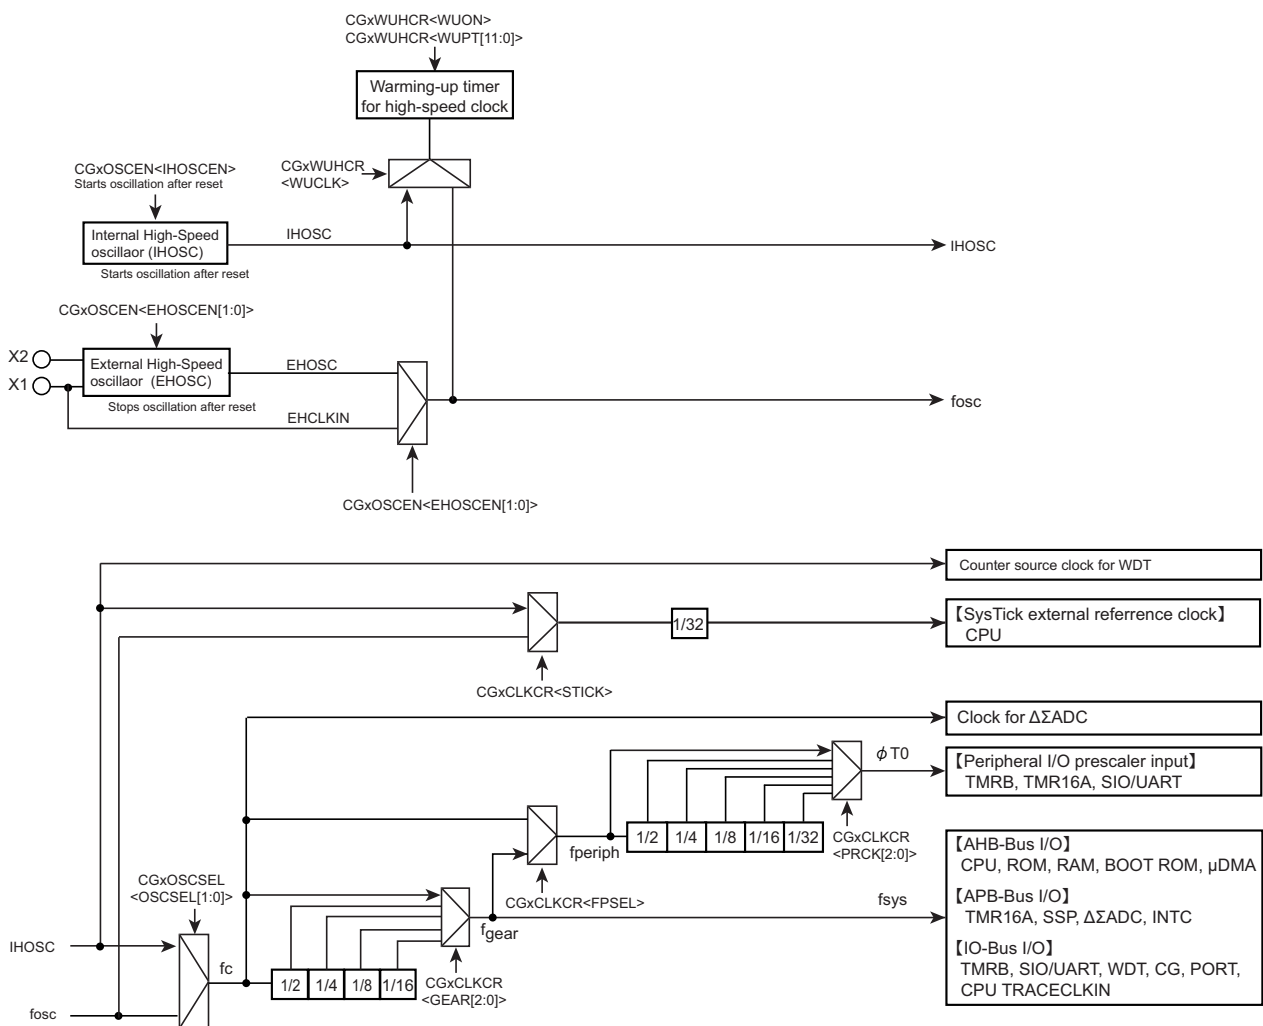 CGxWUHCR<WUON>
CGxWUHCR<WUPT[11:0]>
Warming-up timer
for high-speed clock
CGxOSCEN<IHOSCEN>
Starts oscillation after reset
CGxWUHCR
<WUCLK>
Internal High-Speed
oscillaor (IHOSC)
IHOSC
IHOSC
Starts oscillation after reset
CGxOSCEN<EHOSCEN[1:0]>
X2
X1
External High-Speed
oscillaor (EHOSC)
EHOSC
Stops oscillation after reset
EHCLKIN
fosc
CGxOSCEN<EHOSCEN[1:0]>
Counter source clock for WDT
1/32
【SysTick external referrence clock】
CPU
CGxCLKCR<STICK>
Clock for ΔΣADC
ϕT0
【Peripheral I/O prescaler input】
TMRB, TMR16A, SIO/UART
fperiph
1/2
1/4
1/8
1/16
1/32
CGxCLKCR
<PRCK[2:0]>
【AHB-Bus I/O】
CPU, ROM, RAM, BOOT ROM, μDMA
【APB-Bus I/O】
TMR16A, SSP, ΔΣADC, INTC
【IO-Bus I/O】
TMRB, SIO/UART, WDT, CG, PORT,
CPU TRACECLKIN
CGxOSCSEL
<OSCSEL[1:0]>
CGxCLKCR<FPSEL>
fsys
fgear
IHOSC
fc
1/2
1/4
1/8
1/16
CGxCLKCR
<GEAR[2:0]>
fosc